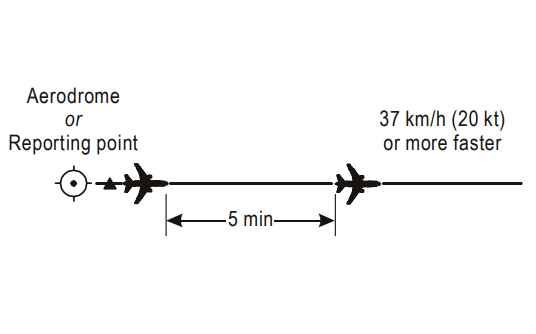 Aerodrome
or
Reporting point
37 km/h (20 kt)
or more faster
5 min